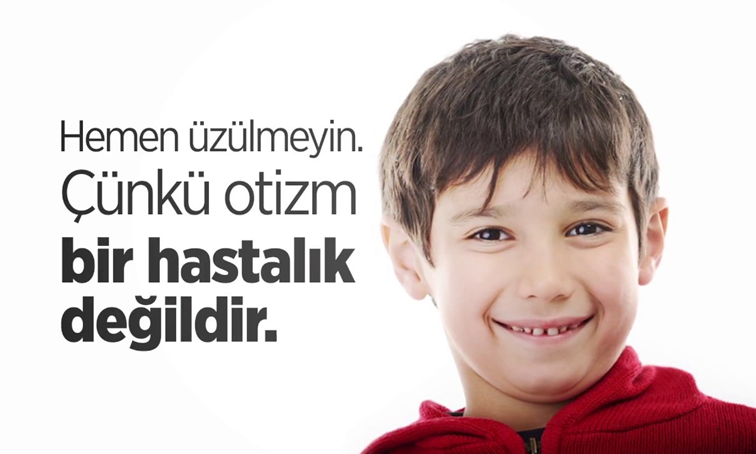 Hemen üzülmeyin.
Çünkü otizm
bir hastalık
değildir.